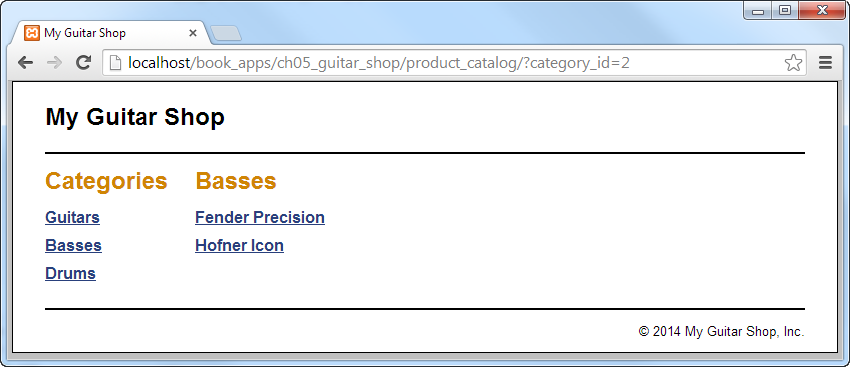 My Guitar Shop
localhost/book_apps/ch05_guitar_shop/product_catalog/?category_id=2
My Guitar Shop
Categories
Guitars
Basses
Drums
Basses
Fender Precision
Hofner Icon
© 2014 My Guitar Shop, Inc.